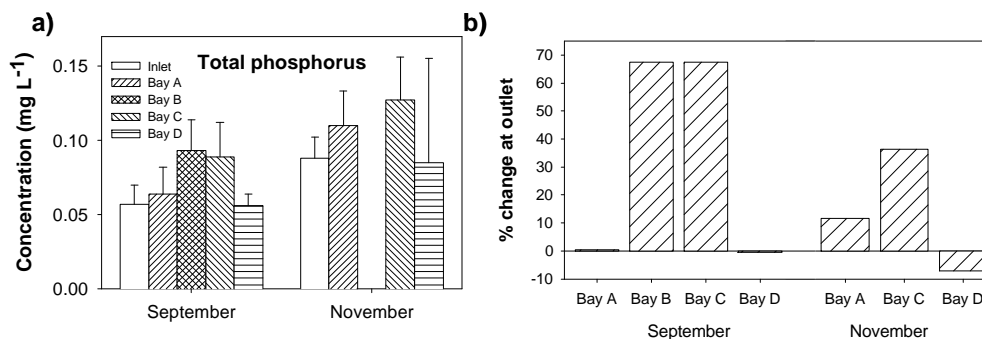 a)
Total phosphorus
Concentration (mg L-1)
0.15
0.10
0.05
0.00
Inlet
Bay A
Bay B
Bay C
Bay D
September November
b)
% change at outlet
70
60
50
40
30
20
10
0
-10
Bay A Bay B Bay C Bay D Bay A Bay C Bay D
September November